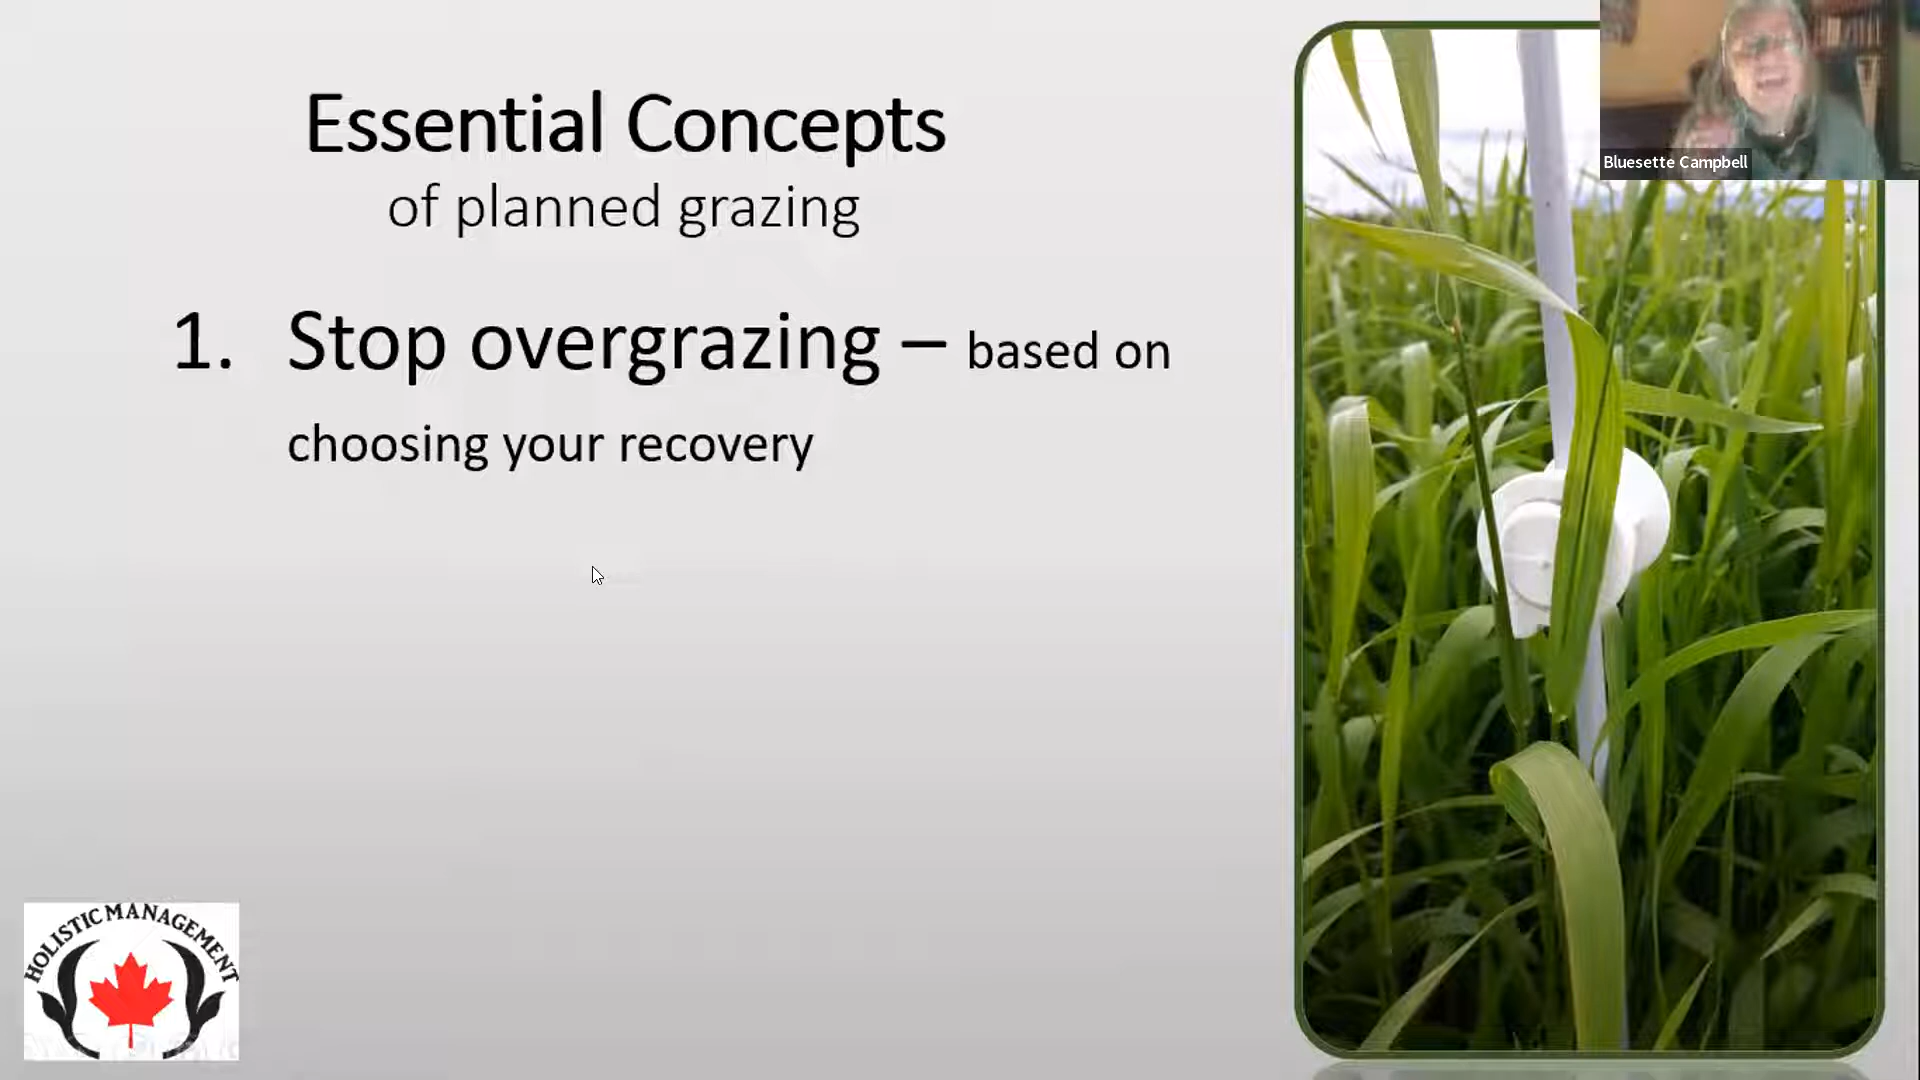 Essential Concepts
of planned grazing
1. Stop overgrazing – based on
choosing your recovery
Bluesette Campbell
HOLISTIC MANAGEMENT